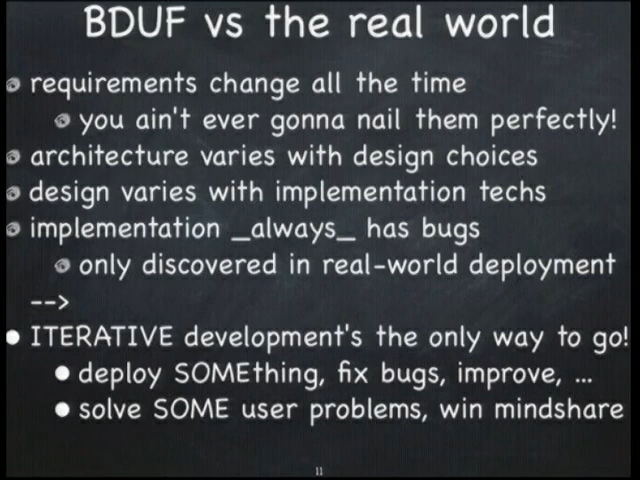 BDUF vs the real world
requirements change all the time
you ain't ever gonna nail them perfectly!
architecture varies with design choices
design varies with implementation techs
implementation _always_ has bugs
only discovered in real-world deployment
-->
ITERATIVE development's the only way to go!
deploy SOMEthing, fix bugs, improve, ...
solve SOME user problems, win mindshare
11